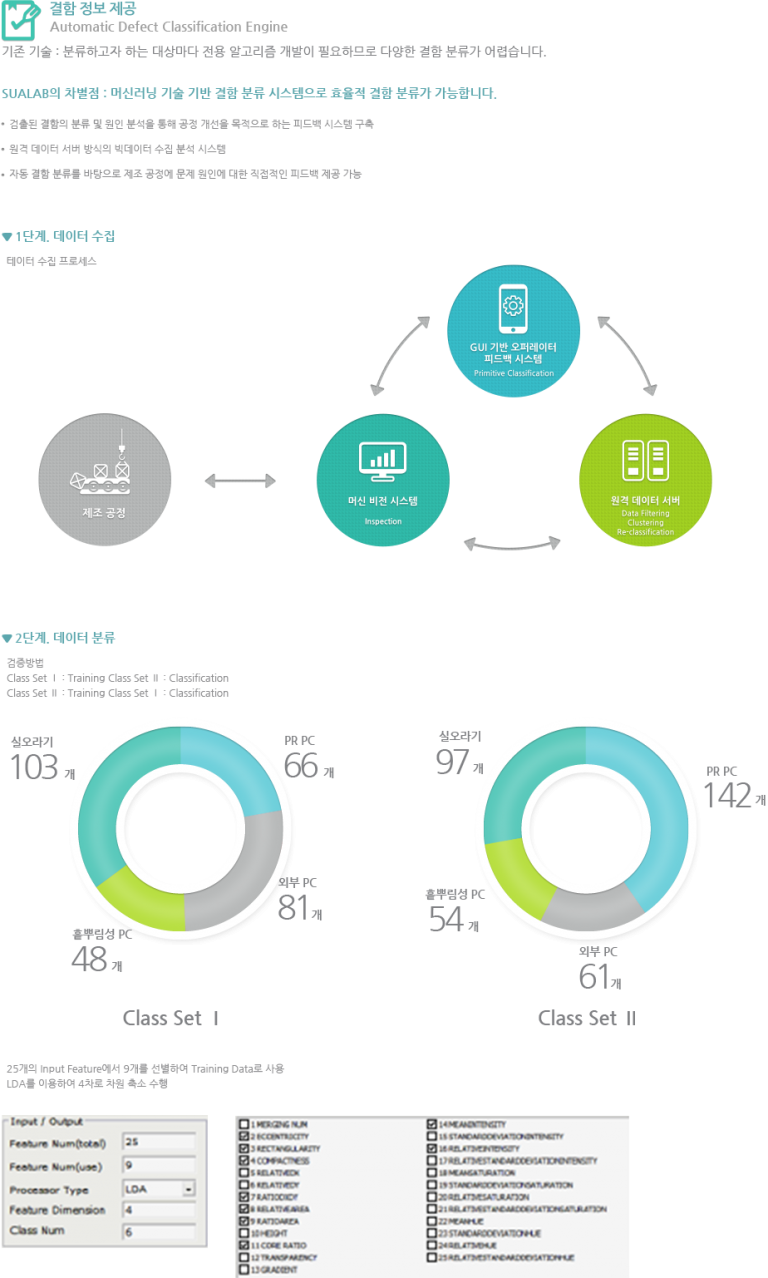 결함 정보 제공
Automatic Defect Classification Engine
기존 기술 : 분류하고자 하는 대상마다 전용 알고리즘 개발이 필요하므로 다양한 결함 분류가 어렵습니다.
SUALAB의 차별점 : 머신러닝 기술 기반 결함 분류 시스템으로 효율적 결함 분류가 가능합니다.
• 검출된 결함의 분류 및 원인 분석을 통해 공정 개선을 목적으로 하는 피드백 시스템 구축
• 원격 데이터 서버 방식의 빅데이터 수집 분석 시스템
• 자동 결함 분류를 바탕으로 제조 공정에 문제 원인에 대한 직접적인 피드백 제공 가능
▼ 1단계. 데이터 수집
테이터 수집 프로세스
GUI 기반 오퍼레이터
피드백 시스템
Primitive Classification
제조 공정
머신 비전 시스템
Inspection
원격 데이터 서버
Data Filtering
Clustering
Re-classification
▼ 2단계. 데이터 분류
검증방법
Class Set Ⅰ : Training Class Set Ⅱ : Classification
Class Set Ⅱ : Training Class Set Ⅰ : Classification
실오라기
103 개
PR PC
66 개
외부 PC
81개
흩뿌림성 PC
48 개
Class Set Ⅰ
실오라기
97 개
PR PC
142 개
흩뿌림성 PC
54 개
외부 PC
61개
Class Set Ⅱ
25개의 Input Feature에서 9개를 선별하여 Training Data로 사용
LDA를 이용하여 4차로 차원 축소 수행
Input / Output
Feature Num(total) 25
Feature Num(use) 9
Processor Type LDA
Feature Dimension 4
Class Num 6
1 MERGING NUM
2 ECCENTRICITY
3 RECTANGULARITY
4 COMPACTNESS
5 RELATIVEDX
6 RELATIVEDY
7 RATIODXDY
8 RELATIVEAREA
9 RATIOAREA
10 HEIGHT
11 CORE RATIO
12 TRANSPARENCY
13 GRADIENT
14 MEANINTENSITY
15 STANDARDDEVIATIONINTENSITY
16 RELATIVEINTENSITY
17 RELATIVESTANDARDDEVIATIONINTENSITY
18 MEANSATURATION
19 STANDARDDEVIATIONSATURATION
20 RELATIVESATURATION
21 RELATIVESTANDARDDEVIATIONSATURATION
22 MEANHUE
23 STANDARDDEVIATIONHUE
24 RELATIVEHUE
25 RELATIVESTANDARDDEVIATIONHUE